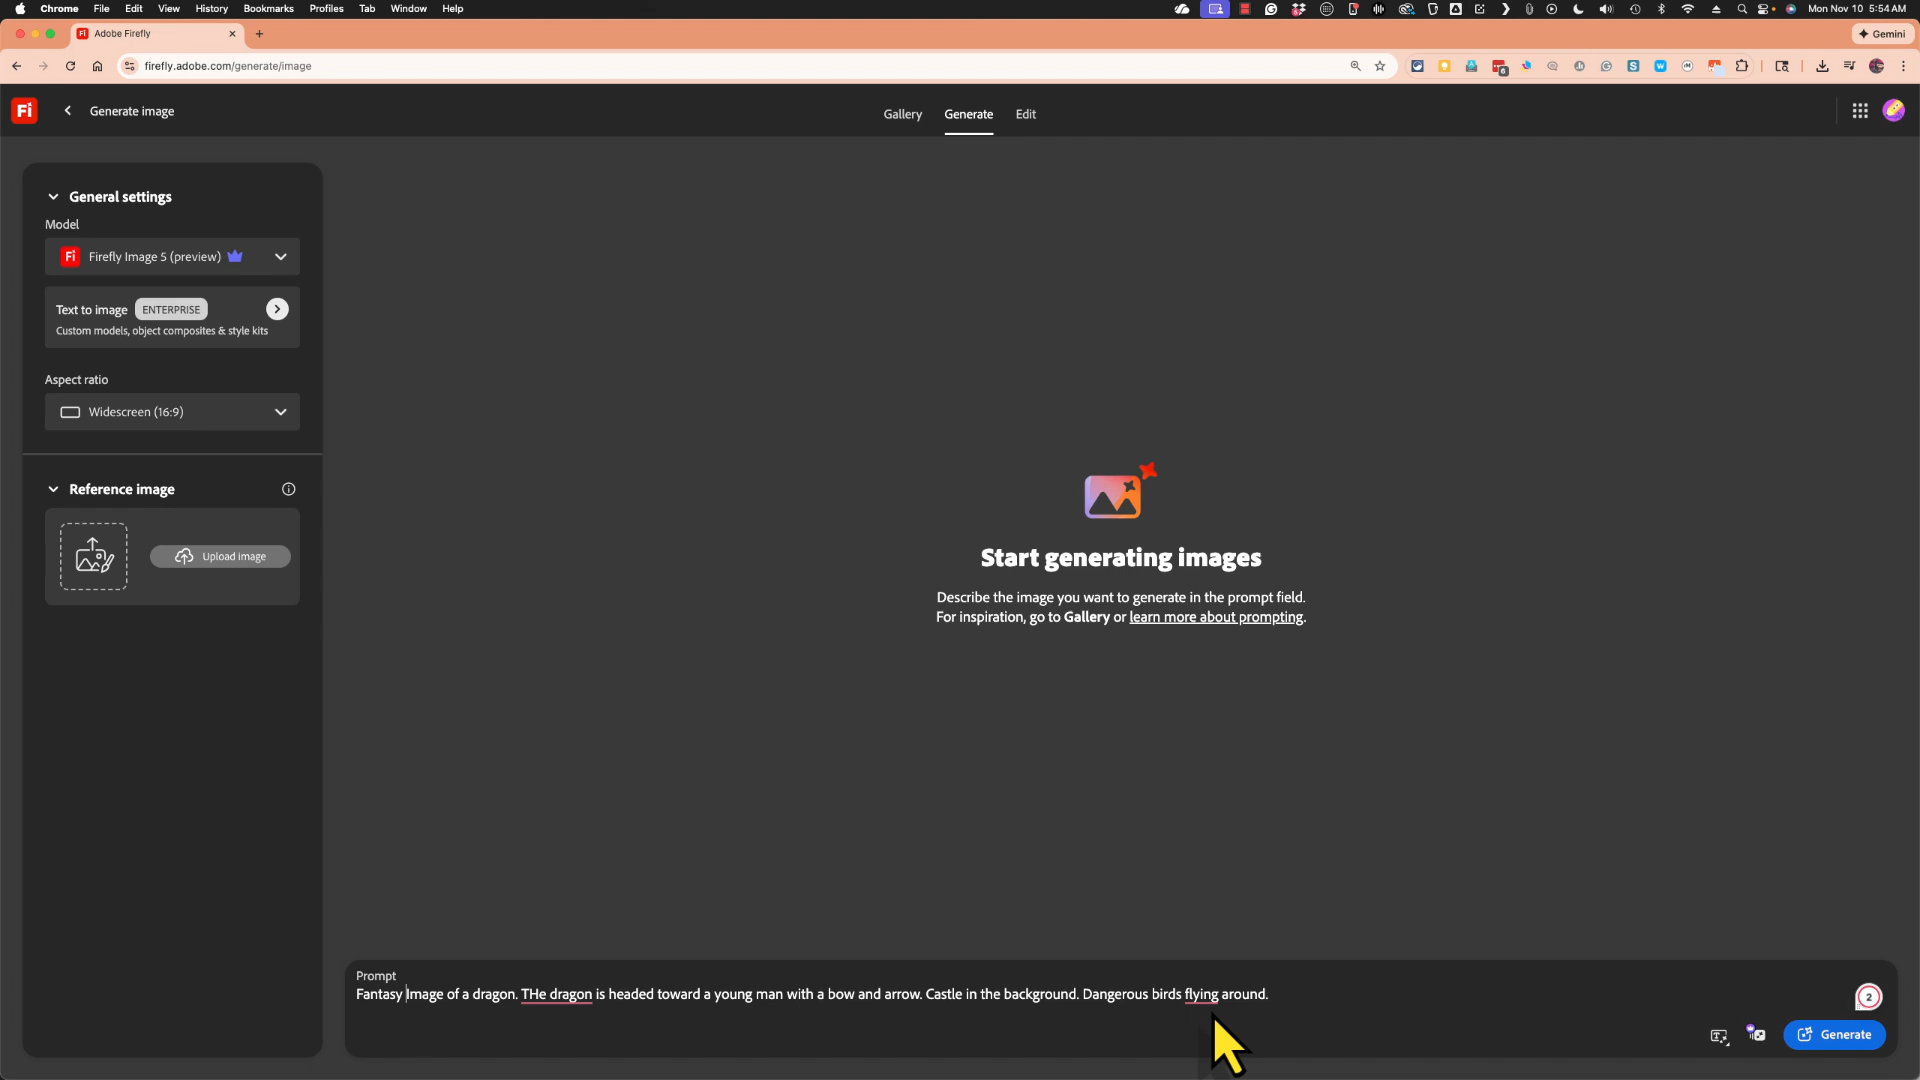 Chrome File Edit View History Bookmarks Profiles Tab Window Help Mon Nov 10 5:54 AM
Adobe Firefly Gemini
firefly.adobe.com/generate/image
6
Fi Generate image Gallery Generate Edit
General settings
Model
Fi Firefly Image 5 (preview)
Text to image ENTERPRISE
Custom models, object composites & style kits
Aspect ratio
Widescreen (16:9)
Reference image
Upload image
Start generating images
Describe the image you want to generate in the prompt field.
For inspiration, go to Gallery or learn more about prompting.
Prompt
Fantasy Image of a dragon. THe dragon is headed toward a young man with a bow and arrow. Castle in the background. Dangerous birds flying around.
2
Generate